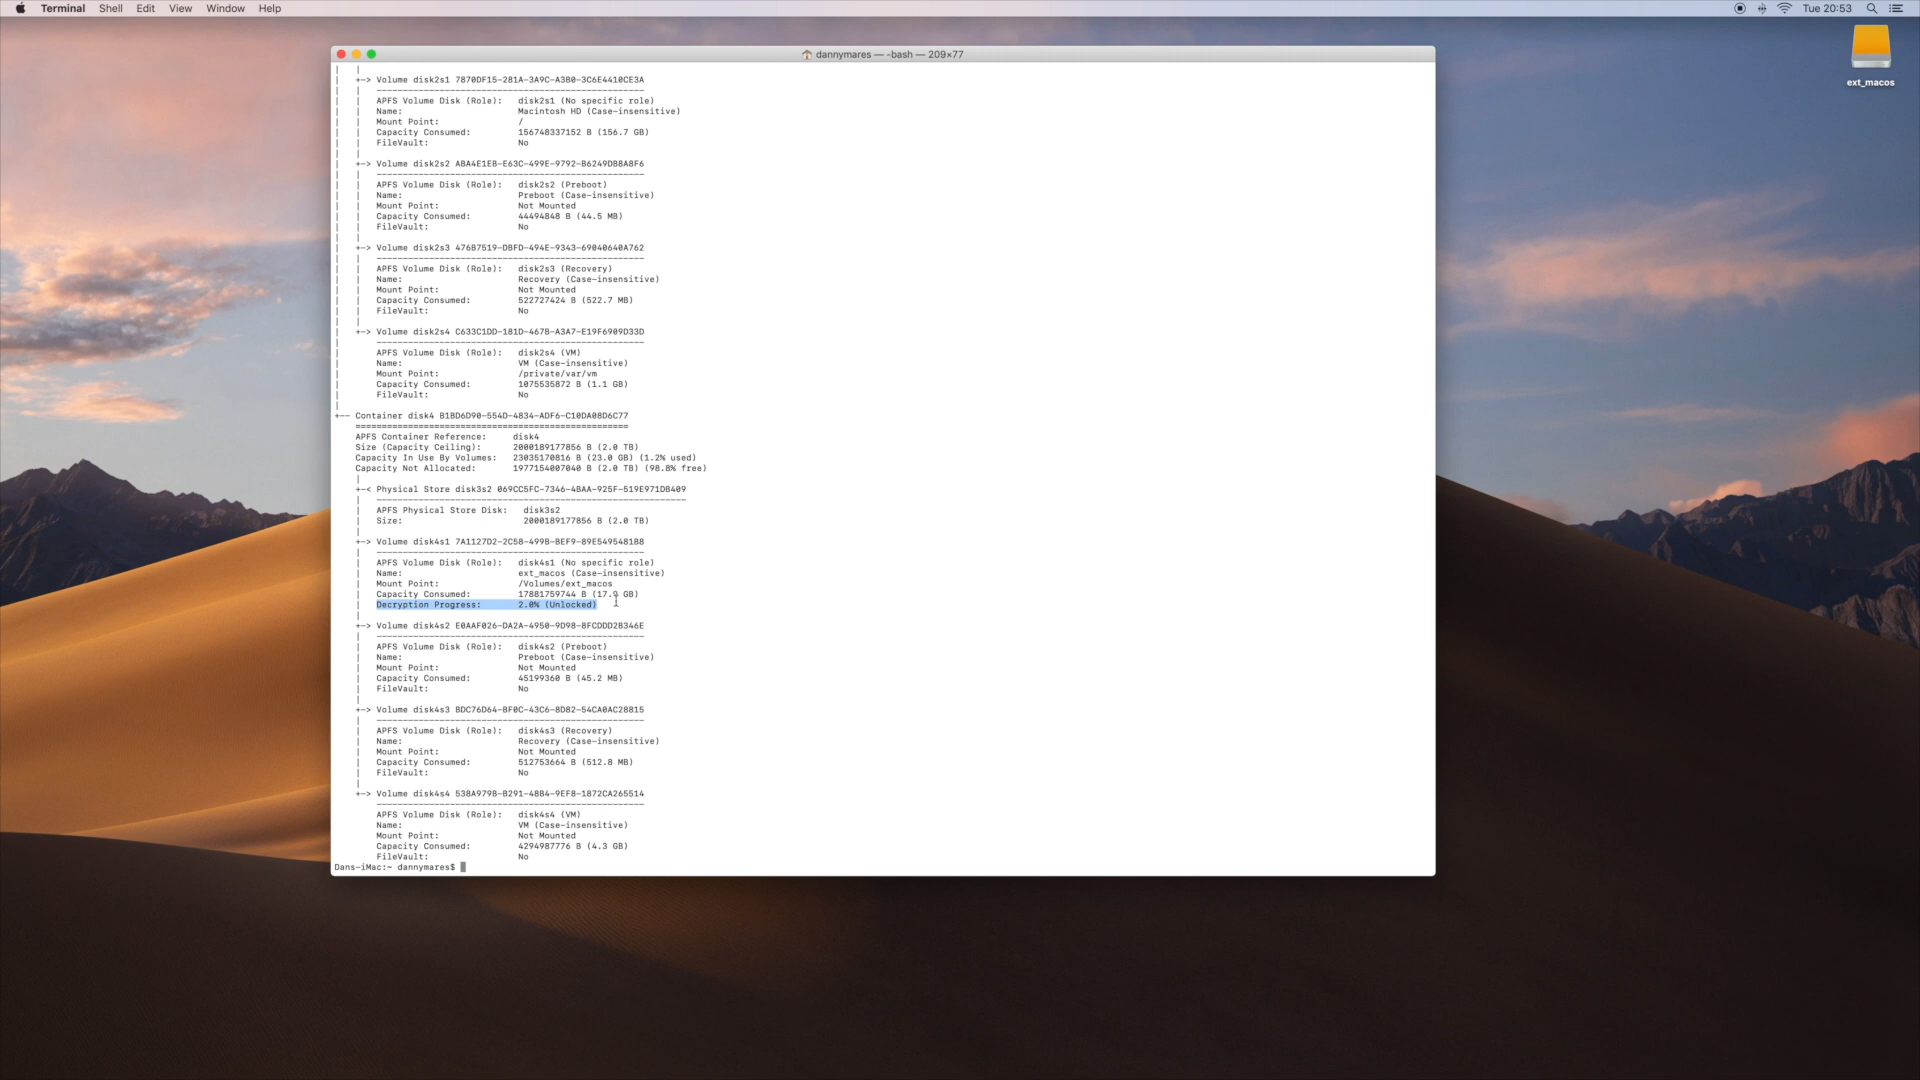 Terminal Shell Edit View Window Help Tue 20:53
dannymares — -bash — 209×77
ext_macos
| |
| +-> Volume disk2s1 7870DF15-281A-3A9C-A3B0-3C6E4410CE3A
| | ---------------------------------------------------
| | APFS Volume Disk (Role): disk2s1 (No specific role)
| | Name: Macintosh HD (Case-insensitive)
| | Mount Point: /
| | Capacity Consumed: 156748337152 B (156.7 GB)
| | FileVault: No
| |
| +-> Volume disk2s2 ABA4E1EB-E63C-499E-9792-B6249DB8A8F6
| | ---------------------------------------------------
| | APFS Volume Disk (Role): disk2s2 (Preboot)
| | Name: Preboot (Case-insensitive)
| | Mount Point: Not Mounted
| | Capacity Consumed: 44494848 B (44.5 MB)
| | FileVault: No
| |
| +-> Volume disk2s3 47687519-DBFD-494E-9343-69040640A762
| | ---------------------------------------------------
| | APFS Volume Disk (Role): disk2s3 (Recovery)
| | Name: Recovery (Case-insensitive)
| | Mount Point: Not Mounted
| | Capacity Consumed: 522727424 B (522.7 MB)
| | FileVault: No
| |
| +-> Volume disk2s4 C633C1DD-181D-467B-A3A7-E19F6909D33D
| ---------------------------------------------------
| APFS Volume Disk (Role): disk2s4 (VM)
| Name: VM (Case-insensitive)
| Mount Point: /private/var/vm
| Capacity Consumed: 1075535872 B (1.1 GB)
| FileVault: No
|
+-- Container disk4 B1BD6D90-554D-4834-ADF6-C10DA08D6C77
====================================================
APFS Container Reference: disk4
Size (Capacity Ceiling): 2000189177856 B (2.0 TB)
Capacity In Use By Volumes: 23035170816 B (23.0 GB) (1.2% used)
Capacity Not Allocated: 1977154007040 B (2.0 TB) (98.8% free)
|
+-< Physical Store disk3s2 069CC5FC-7346-4BAA-925F-519E971DB409
| -----------------------------------------------------------
| APFS Physical Store Disk: disk3s2
| Size: 2000189177856 B (2.0 TB)
|
+-> Volume disk4s1 7A1127D2-2C58-499B-BEF9-89E5495481B8
| ---------------------------------------------------
| APFS Volume Disk (Role): disk4s1 (No specific role)
| Name: ext_macos (Case-insensitive)
| Mount Point: /Volumes/ext_macos
| Capacity Consumed: 17881759744 B (17.9 GB)
| Decryption Progress: 2.0% (Unlocked)
|
+-> Volume disk4s2 E0AAF026-DA2A-4950-9D98-8FCDDD2B346E
| ---------------------------------------------------
| APFS Volume Disk (Role): disk4s2 (Preboot)
| Name: Preboot (Case-insensitive)
| Mount Point: Not Mounted
| Capacity Consumed: 45199360 B (45.2 MB)
| FileVault: No
|
+-> Volume disk4s3 BDC76D64-BF0C-43C6-8D82-54CA0AC28815
| ---------------------------------------------------
| APFS Volume Disk (Role): disk4s3 (Recovery)
| Name: Recovery (Case-insensitive)
| Mount Point: Not Mounted
| Capacity Consumed: 512753664 B (512.8 MB)
| FileVault: No
|
+-> Volume disk4s4 538A979B-B291-48B4-9EF8-1872CA265514
---------------------------------------------------
APFS Volume Disk (Role): disk4s4 (VM)
Name: VM (Case-insensitive)
Mount Point: Not Mounted
Capacity Consumed: 4294987776 B (4.3 GB)
FileVault: No
Dans-iMac:~ dannymares$